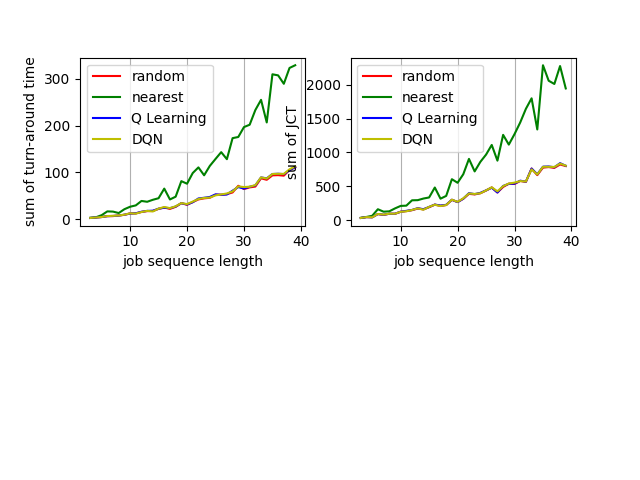 sum of turn-around time
300
200
100
0
random
nearest
Q Learning
DQN
10
20
30
40
job sequence length
sum of JCT
2000
1500
1000
500
0
random
nearest
Q Learning
DQN
10
20
30
40
job sequence length